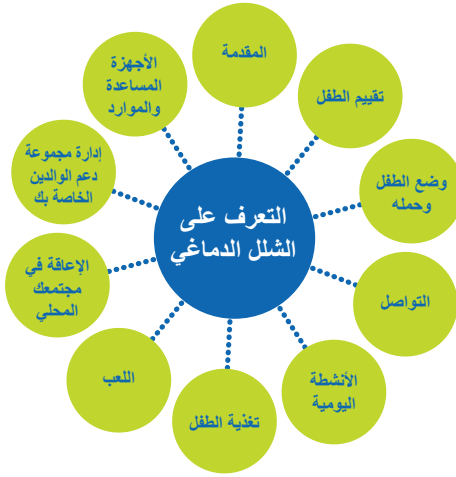 المقدمة
تقييم الطفل
وضع الطفل
وحمله
التواصل
الأنشطة
اليومية
تغذية الطفل
اللعب
الإعاقة في
مجتمعك
المحلي
إدارة مجموعة
دعم الوالدين
الخاصة بك
الأجهزة
المساعدة
والموارد
التعرف على
الشلل الدماغي